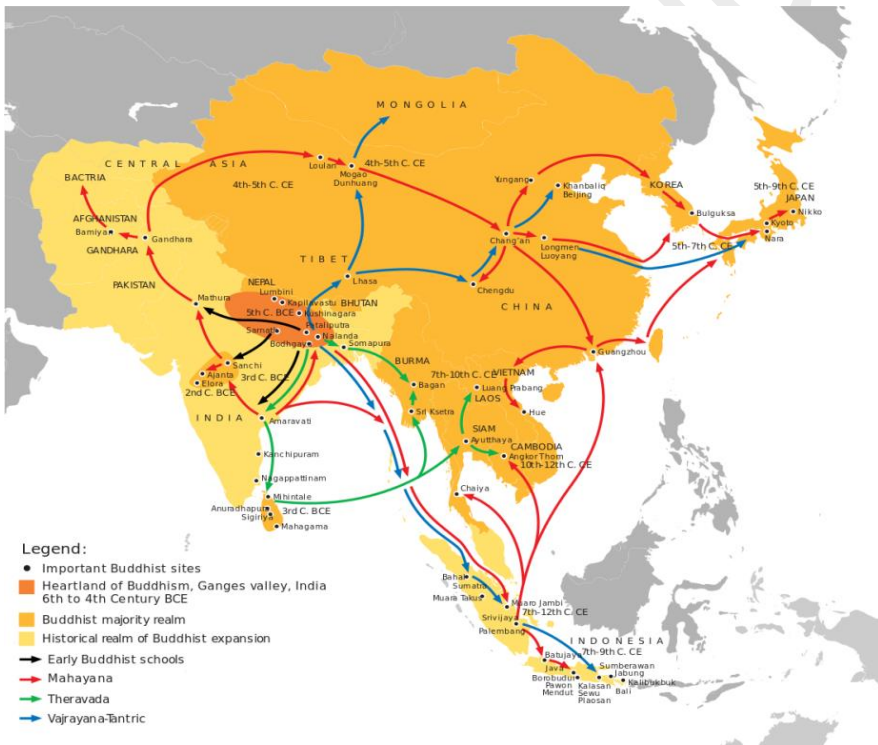 MONGOLIA
CENTRAL ASIA
BACTRIA
Loulan
Mogao
Dunhuang
4th-5th C. CE
4th-5th C. CE
Yungang
Khanbaliq
Beijing
KOREA
5th-9th C. CE
JAPAN
Nikko
Kyoto
Nara
Bulguksa
5th-7th C. CE
AFGHANISTAN
Bamiyan
Gandhara
GANDHARA
Chang'an
Longmen
Luoyang
TIBET
Lhasa
Chengdu
CHINA
PAKISTAN
Mathura
NEPAL
Lumbini
Kapilavastu
BHUTAN
Kushinagara
5th C. BCE
Pataliputra
Sarnath
Nalanda
Bodhgaya
Somapura
Guangzhou
BURMA
VIETNAM
7th-10th C. CE
Bagan
Luang Prabang
LAOS
Sri Ksetra
Hue
Sanchi
Ajanta
3rd C. BCE
Ellora
2nd C. BCE
INDIA
Amaravati
SIAM
Ayutthaya
CAMBODIA
Angkor Thom
10th-12th C. CE
Kanchipuram
Nagappattinam
Chaiya
Mihintale
Anuradhapura
3rd C. BCE
Sigiriya
Mahagama
Bahal
Sumatra
Muara Takus
Muaro Jambi
7th-12th C. CE
Srivijaya
Palembang
INDONESIA
7th-9th C. CE
Batujaya
Java
Borobudur
Pawon
Mendut
Kalasan
Sewu
Plaosan
Sumberawan
Jabung
Kalibukbuk
Bali
Legend:
Important Buddhist sites
Heartland of Buddhism, Ganges valley, India
6th to 4th Century BCE
Buddhist majority realm
Historical realm of Buddhist expansion
Early Buddhist schools
Mahayana
Theravada
Vajrayana-Tantric